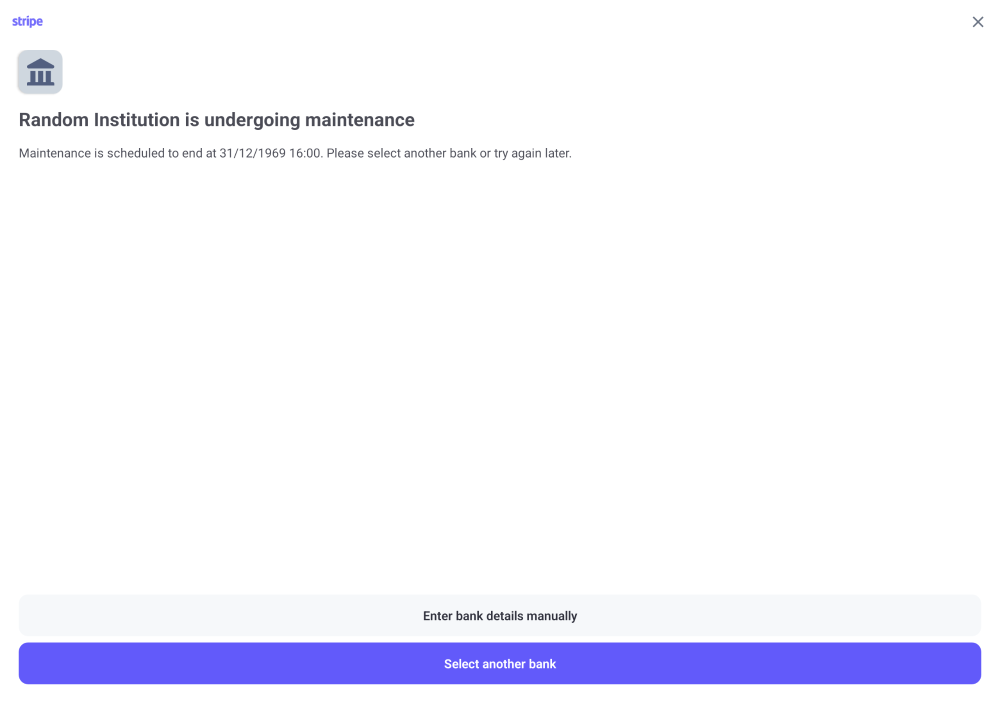 stripe
Random Institution is undergoing maintenance
Maintenance is scheduled to end at 31/12/1969 16:00. Please select another bank or try again later.
Enter bank details manually
Select another bank